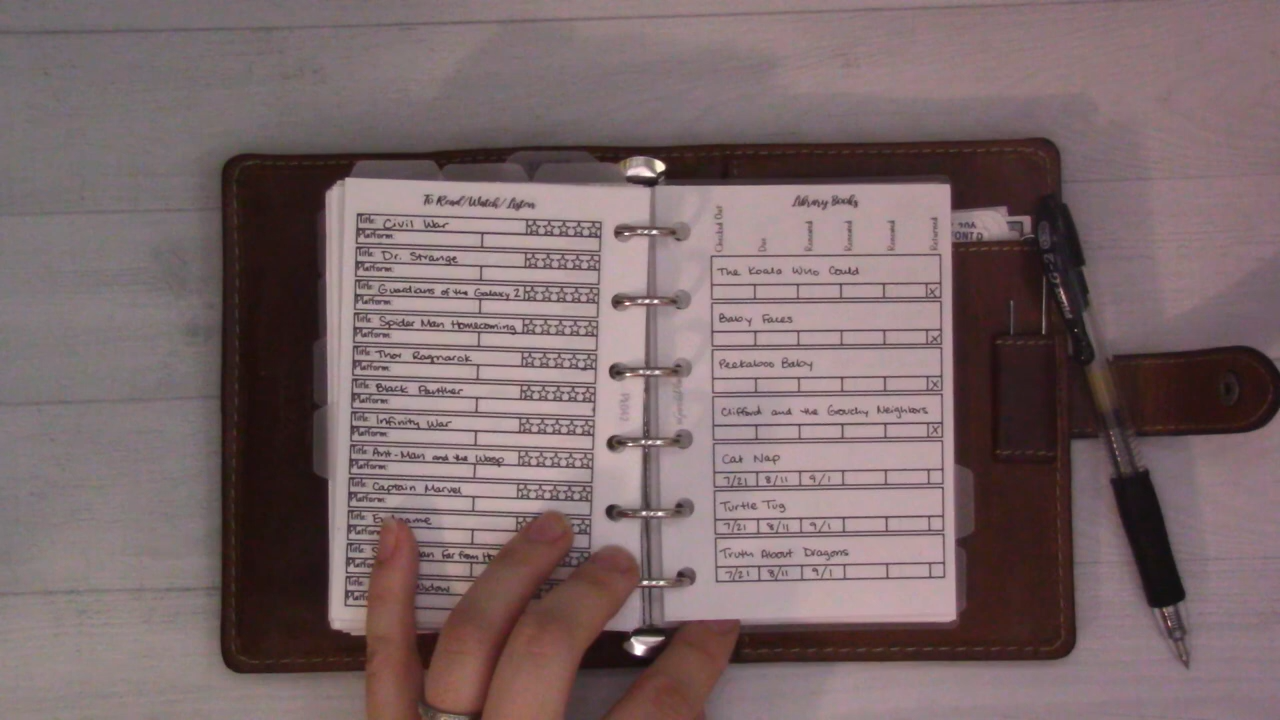 To Read/Watch/Listen
Title: Civil War
Platform:
Title: Dr. Strange
Platform:
Title: Guardians of the Galaxy 2
Platform:
Title: Spider Man Homecoming
Platform:
Title: Thor Ragnarok
Platform:
Title: Black Panther
Platform:
Title: Infinity War
Platform:
Title: Ant-Man and the Wasp
Platform:
Title: Captain Marvel
Platform:
Title:
Platform:
Man Far from
Title: Widow
Library Books
Checked Out Due Renewed Renewed Renewed Returned
The Koala Who Could
X
Baby Faces
X
Peekaboo Baby
X
Clifford and the Grouchy Neighbors
X
Cat Nap
7/21 8/11 9/1
Turtle Tug
7/21 8/11 9/1
Truth About Dragons
7/21 8/11 9/1
G-2